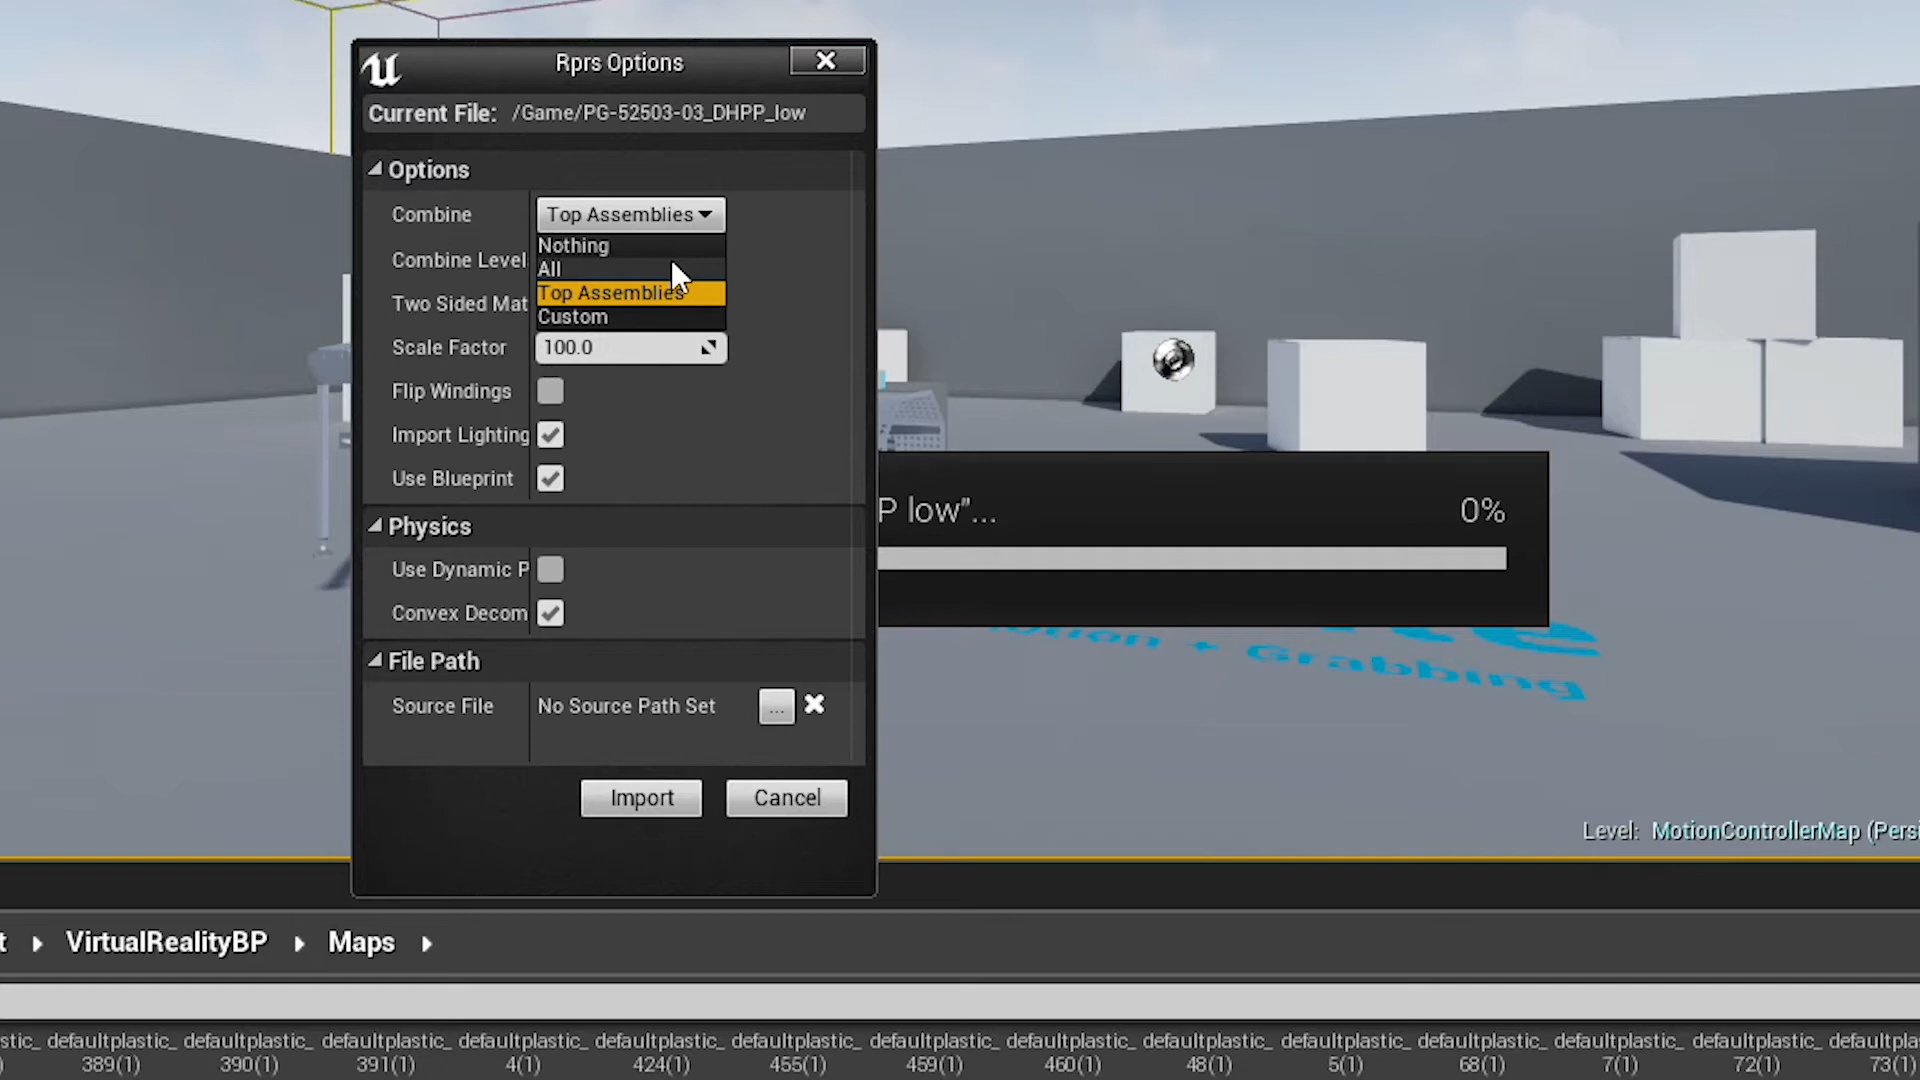 Rprs Options
Current File: /Game/PG-52503-03_DHPP_low
Options
Combine Top Assemblies
Nothing
All
Top Assemblies
Custom
Combine Level
Two Sided Mat
Scale Factor 100.0
Flip Windings
Import Lighting
Use Blueprint
P low"... 0%
Physics
Use Dynamic P
Convex Decom
otion + Grabbing
File Path
Source File No Source Path Set ...
Import Cancel
Level: MotionControllerMap (Persi
t VirtualRealityBP Maps
stic_ defaultplastic_ defaultplastic_ defaultplastic_ defaultplastic_ defaultplastic_ defaultplastic_ defaultplastic_ defaultplastic_ defaultplastic_ defaultplastic_ defaultplastic_ defaultplastic_ defaultpla
) 389(1) 390(1) 391(1) 4(1) 424(1) 455(1) 459(1) 460(1) 48(1) 5(1) 68(1) 7(1) 72(1) 73(1)